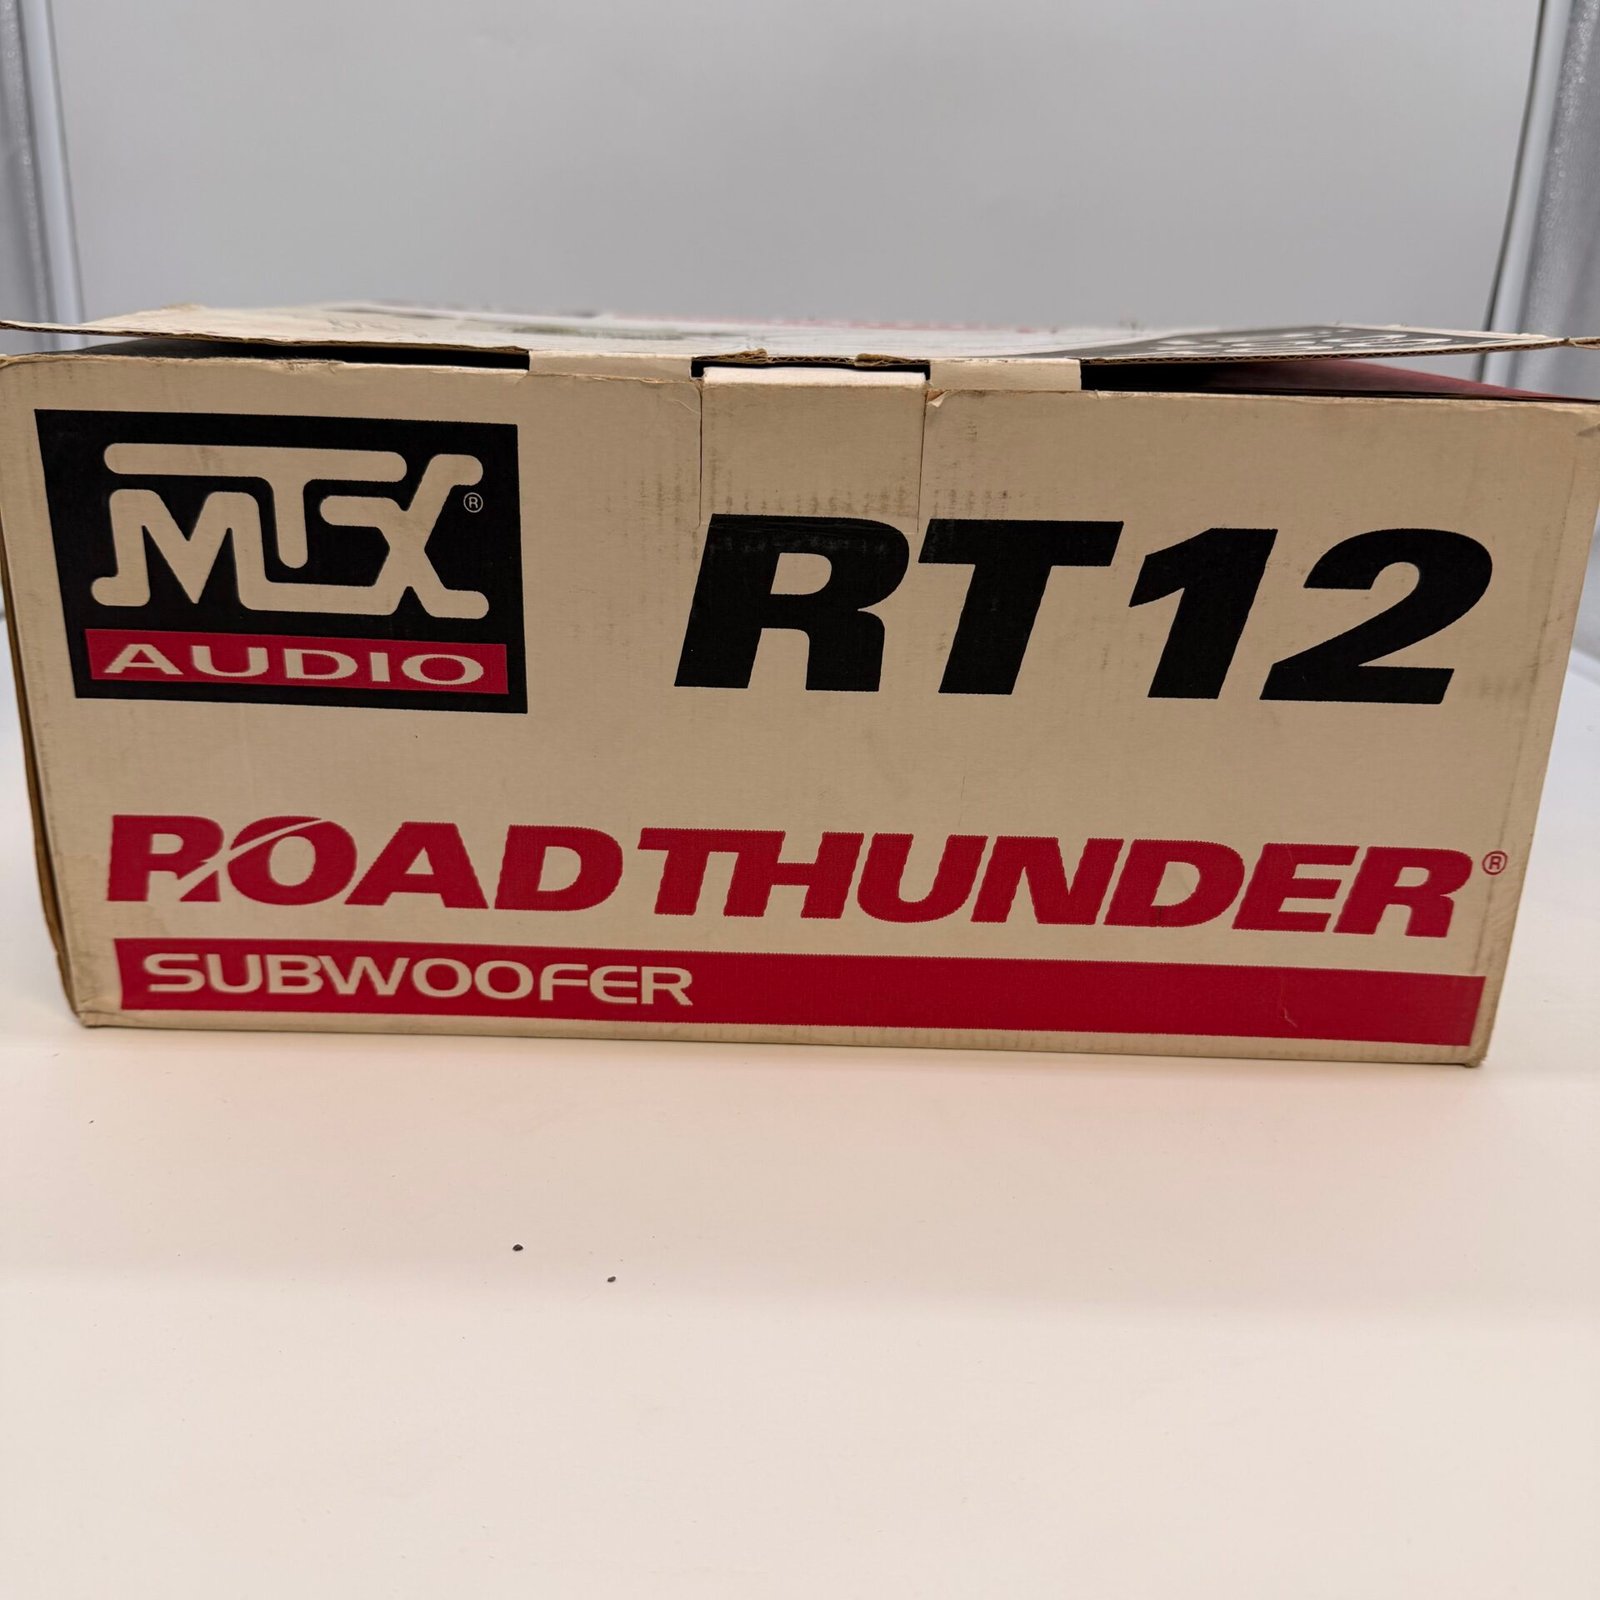 MTX®
AUDIO
RT12
ROADTHUNDER®
SUBWOOFER